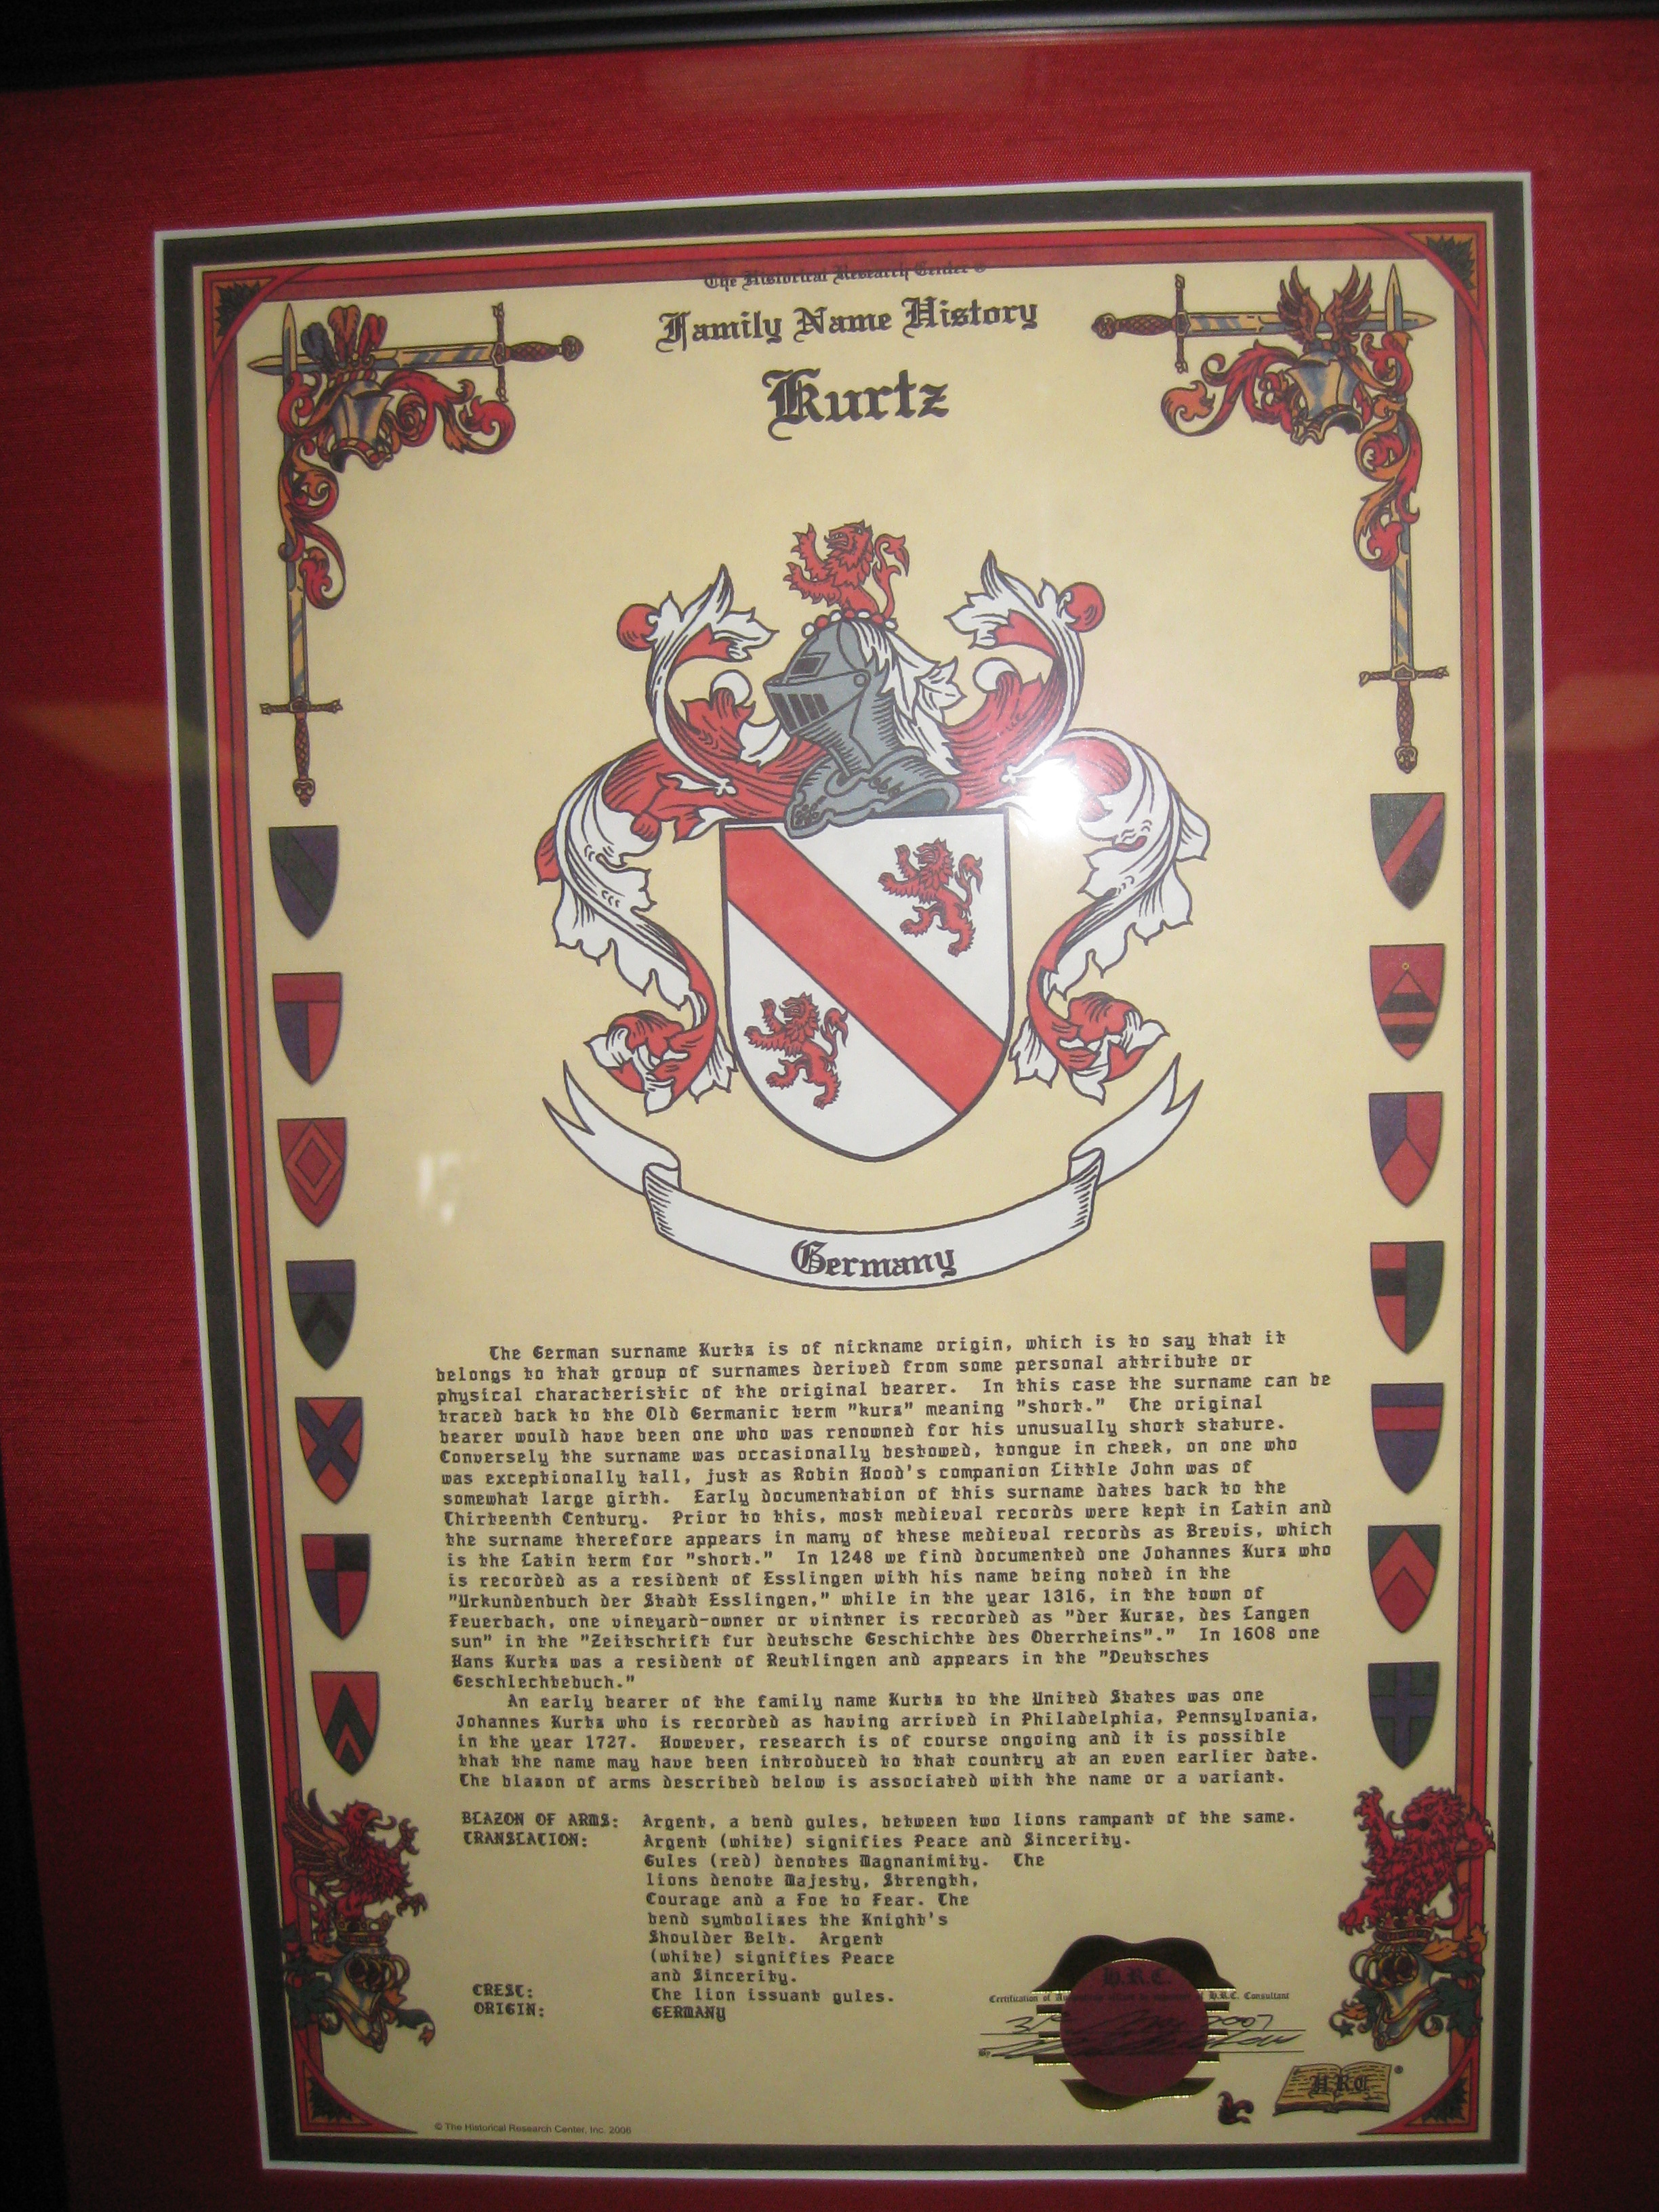 The Historical Research Center ®
Family Name History
Kurtz
Germany
The German surname Kurtz is of nickname origin, which is to say that it
belongs to that group of surnames derived from some personal attribute or
physical characteristic of the original bearer. In this case the surname can be
traced back to the Old Germanic term "kurz" meaning "short." The original
bearer would have been one who was renowned for his unusually short stature.
Conversely the surname was occasionally bestowed, tongue in cheek, on one who
was exceptionally tall, just as Robin Hood's companion Little John was of
somewhat large girth. Early documentation of this surname dates back to the
Thirteenth Century. Prior to this, most medieval records were kept in Latin and
the surname therefore appears in many of these medieval records as Brevis, which
is the Latin term for "short." In 1248 we find documented one Johannes Kurz who
is recorded as a resident of Esslingen with his name being noted in the
"Urkundenbuch der Stadt Esslingen," while in the year 1316, in the town of
Feuerbach, one vineyard-owner or vintner is recorded as "der Kurze, des Langen
sun" in the "Zeitschrift fur deutsche Geschichte des Oberrheins"." In 1608 one
Hans Kurtz was a resident of Reutlingen and appears in the "Deutsches
Geschlechtebuch."
An early bearer of the family name Kurtz to the United States was one
Johannes Kurtz who is recorded as having arrived in Philadelphia, Pennsylvania,
in the year 1727. However, research is of course ongoing and it is possible
that the name may have been introduced to that country at an even earlier date.
The blazon of arms described below is associated with the name or a variant.
BLAZON OF ARMS: Argent, a bend gules, between two lions rampant of the same.
TRANSLATION: Argent (white) signifies Peace and Sincerity.
Gules (red) denotes Magnanimity. The
lions denote Majesty, Strength,
Courage and a Foe to Fear. The
bend symbolizes the Knight's
Shoulder Belt. Argent
(white) signifies Peace
and Sincerity.
CREST: The lion issuant gules.
ORIGIN: GERMANY
H.R.C.
Certification of H.R.C. Consultant
2007
By
HRC ®
© The Historical Research Center, Inc. 2006